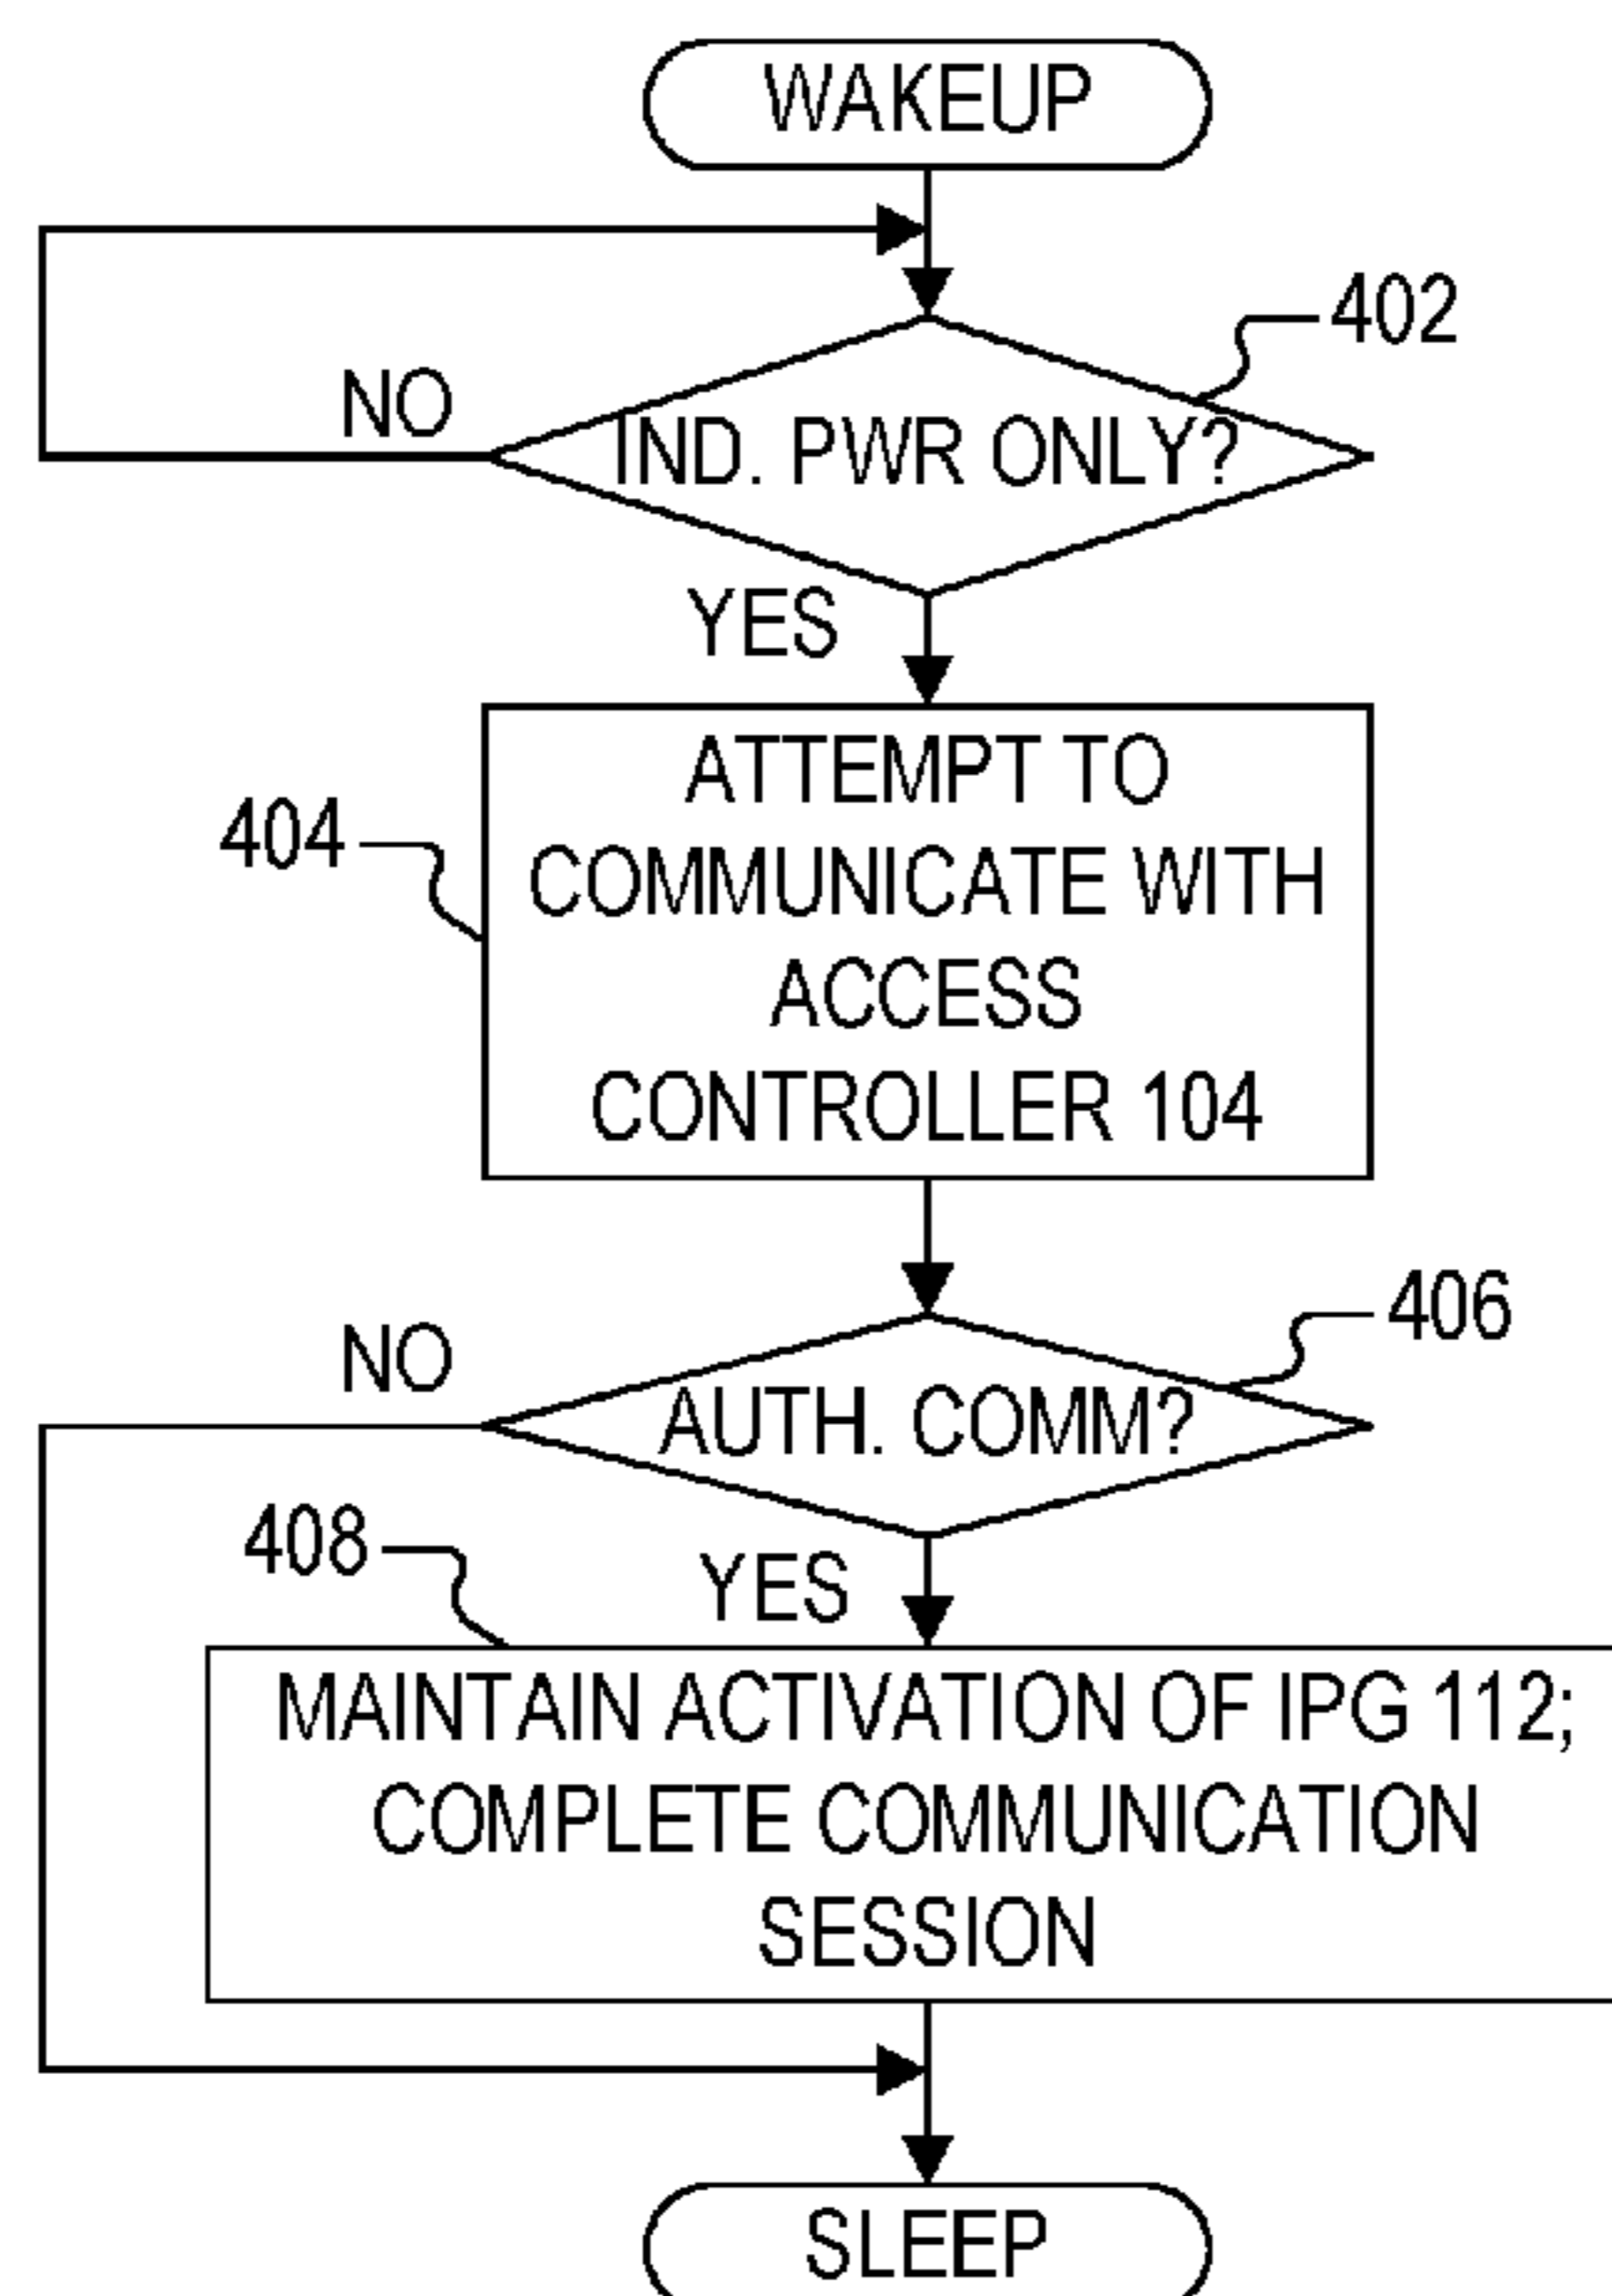 WAKEUP
402
NO
IND. PWR ONLY?
YES
404
ATTEMPT TO
COMMUNICATE WITH
ACCESS
CONTROLLER 104
406
NO
AUTH. COMM?
408
YES
MAINTAIN ACTIVATION OF IPG 112;
COMPLETE COMMUNICATION
SESSION
SLEEP